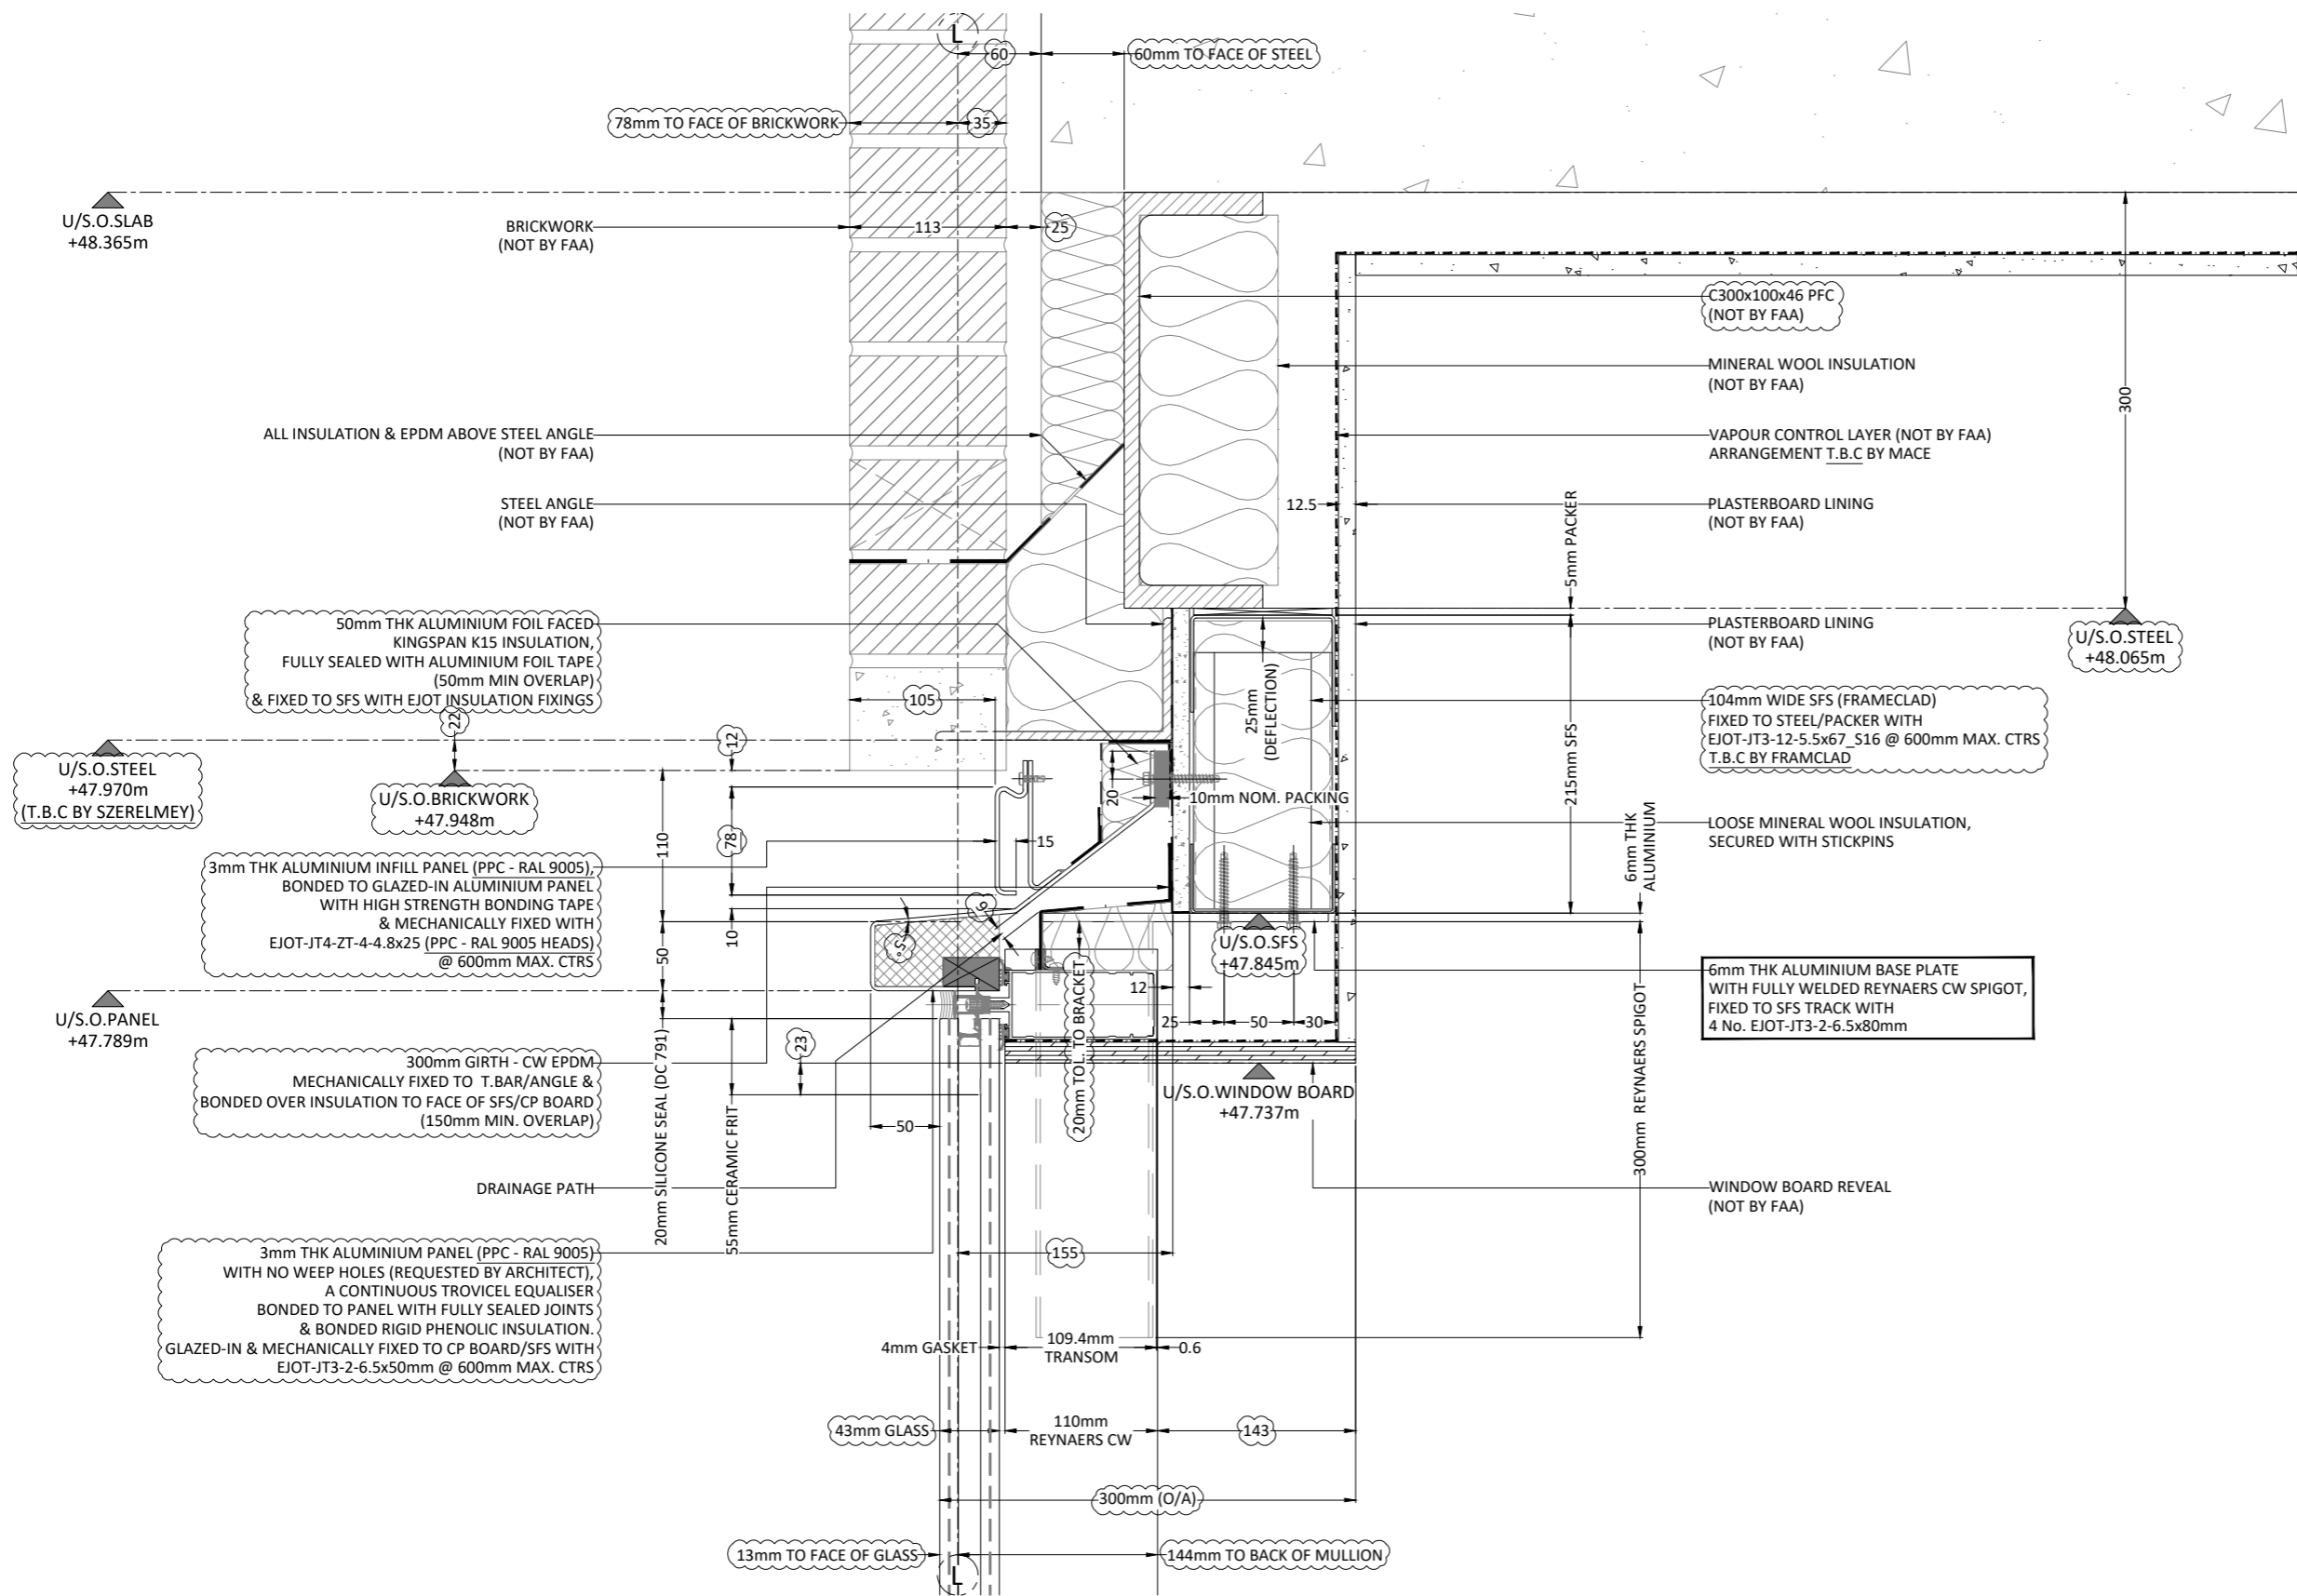 L
60
60mm TO FACE OF STEEL
78mm TO FACE OF BRICKWORK
35
U/S.O.SLAB
+48.365m
BRICKWORK
(NOT BY FAA)
113
25
C300x100x46 PFC
(NOT BY FAA)
MINERAL WOOL INSULATION
(NOT BY FAA)
300
ALL INSULATION & EPDM ABOVE STEEL ANGLE
(NOT BY FAA)
VAPOUR CONTROL LAYER (NOT BY FAA)
ARRANGEMENT T.B.C BY MACE
STEEL ANGLE
(NOT BY FAA)
12.5
PLASTERBOARD LINING
(NOT BY FAA)
5mm PACKER
50mm THK ALUMINIUM FOIL FACED
KINGSPAN K15 INSULATION,
FULLY SEALED WITH ALUMINIUM FOIL TAPE
(50mm MIN OVERLAP)
& FIXED TO SFS WITH EJOT INSULATION FIXINGS
PLASTERBOARD LINING
(NOT BY FAA)
U/S.O.STEEL
+48.065m
105
25mm
(DEFLECTION)
215mm SFS
104mm WIDE SFS (FRAMECLAD)
FIXED TO STEEL/PACKER WITH
EJOT-JT3-12-5.5x67_S16 @ 600mm MAX. CTRS
T.B.C BY FRAMCLAD
22
12
U/S.O.STEEL
+47.970m
(T.B.C BY SZERELMEY)
U/S.O.BRICKWORK
+47.948m
20
10mm NOM. PACKING
110
78
15
6mm THK
ALUMINIUM
LOOSE MINERAL WOOL INSULATION,
SECURED WITH STICKPINS
3mm THK ALUMINIUM INFILL PANEL (PPC - RAL 9005),
BONDED TO GLAZED-IN ALUMINIUM PANEL
WITH HIGH STRENGTH BONDING TAPE
& MECHANICALLY FIXED WITH
EJOT-JT4-ZT-4-4.8x25 (PPC - RAL 9005 HEADS)
@ 600mm MAX. CTRS
9
10
5°
50
U/S.O.SFS
+47.845m
6mm THK ALUMINIUM BASE PLATE
WITH FULLY WELDED REYNAERS CW SPIGOT,
FIXED TO SFS TRACK WITH
4 No. EJOT-JT3-2-6.5x80mm
U/S.O.PANEL
+47.789m
12
25
50
30
20mm TOL. TO BRACKET
23
300mm GIRTH - CW EPDM
MECHANICALLY FIXED TO T.BAR/ANGLE &
BONDED OVER INSULATION TO FACE OF SFS/CP BOARD
(150mm MIN. OVERLAP)
U/S.O.WINDOW BOARD
+47.737m
300mm REYNAERS SPIGOT
50
20mm SILICONE SEAL (DC 791)
55mm CERAMIC FRIT
DRAINAGE PATH
WINDOW BOARD REVEAL
(NOT BY FAA)
3mm THK ALUMINIUM PANEL (PPC - RAL 9005)
WITH NO WEEP HOLES (REQUESTED BY ARCHITECT),
A CONTINUOUS TROVICEL EQUALISER
BONDED TO PANEL WITH FULLY SEALED JOINTS
& BONDED RIGID PHENOLIC INSULATION.
GLAZED-IN & MECHANICALLY FIXED TO CP BOARD/SFS WITH
EJOT-JT3-2-6.5x50mm @ 600mm MAX. CTRS
155
4mm GASKET
109.4mm
TRANSOM
0.6
43mm GLASS
110mm
REYNAERS CW
143
300mm (O/A)
13mm TO FACE OF GLASS
144mm TO BACK OF MULLION
L